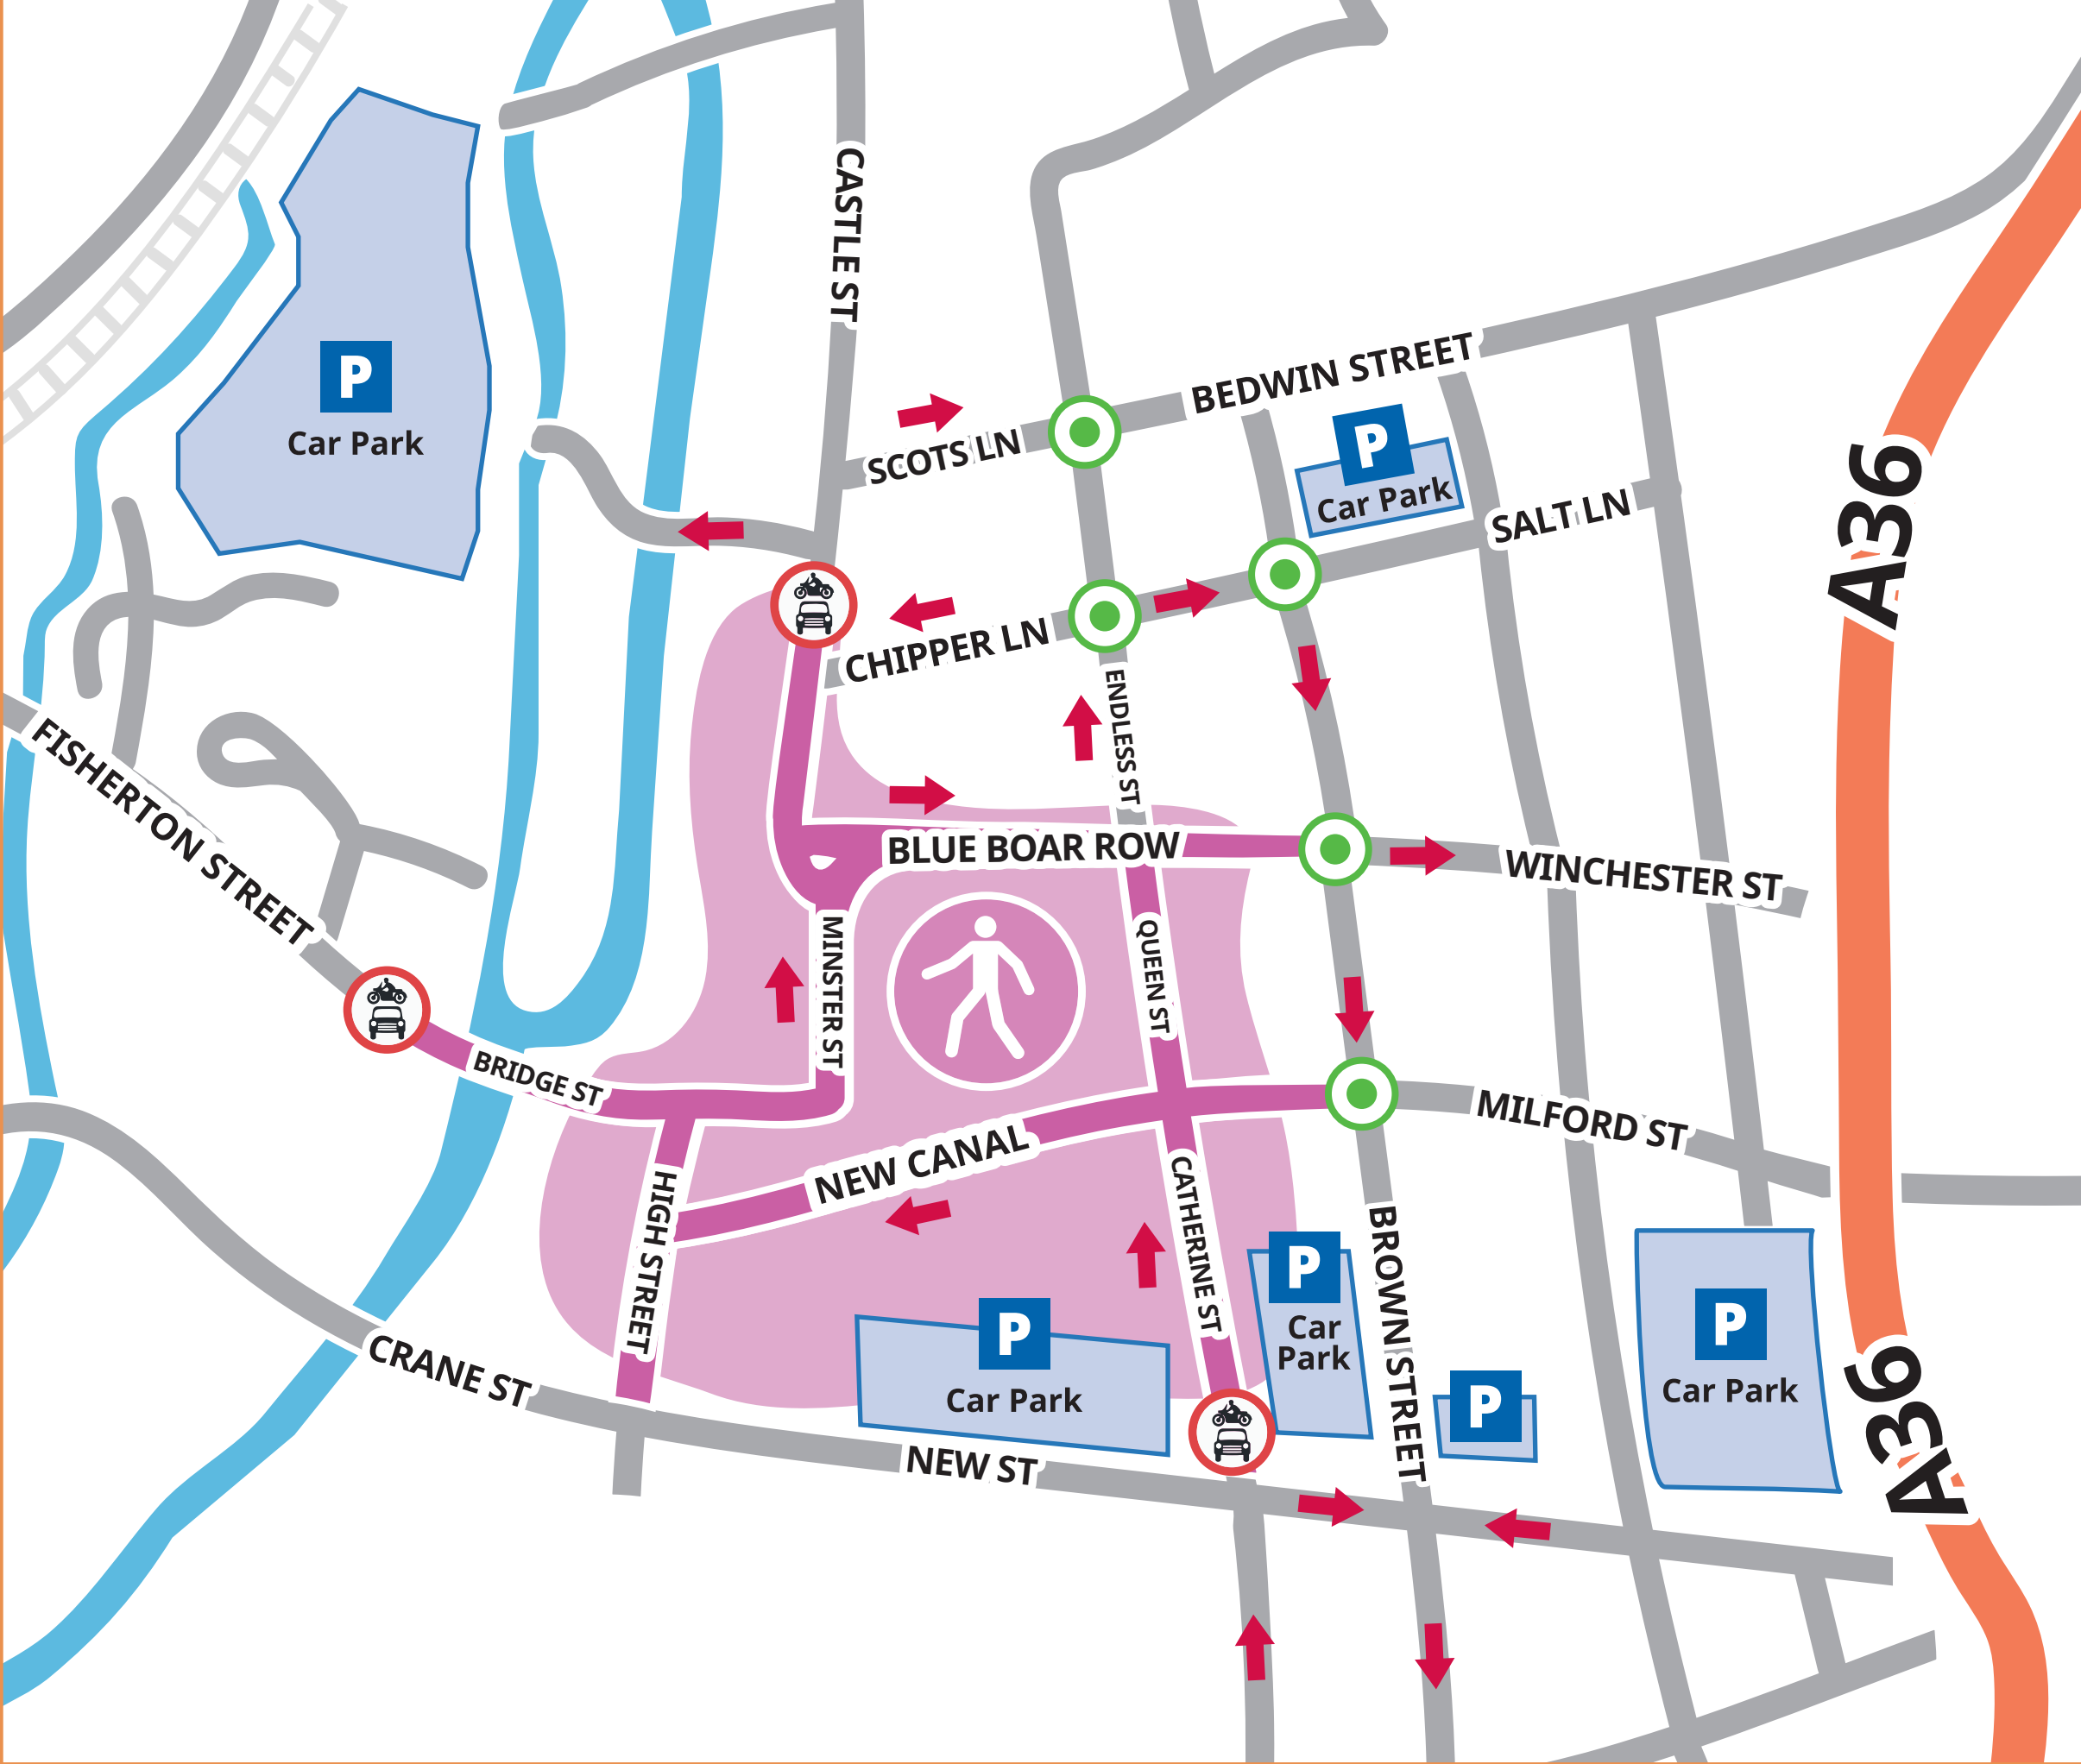 CASTLE ST
BEDWIN STREET
SCOTS LN
P
Car Park
P
Car Park
SALT LN
A36
CHIPPER LN
ENDLESS ST
FISHERTON STREET
BLUE BOAR ROW
WINCHESTER ST
MINSTER ST
QUEEN ST
BRIDGE ST
MILFORD ST
NEW CANAL
HIGH STREET
CATHERINE ST
BROWN STREET
P
Car
Park
P
Car Park
P
P
Car Park
A36
CRANE ST
NEW ST